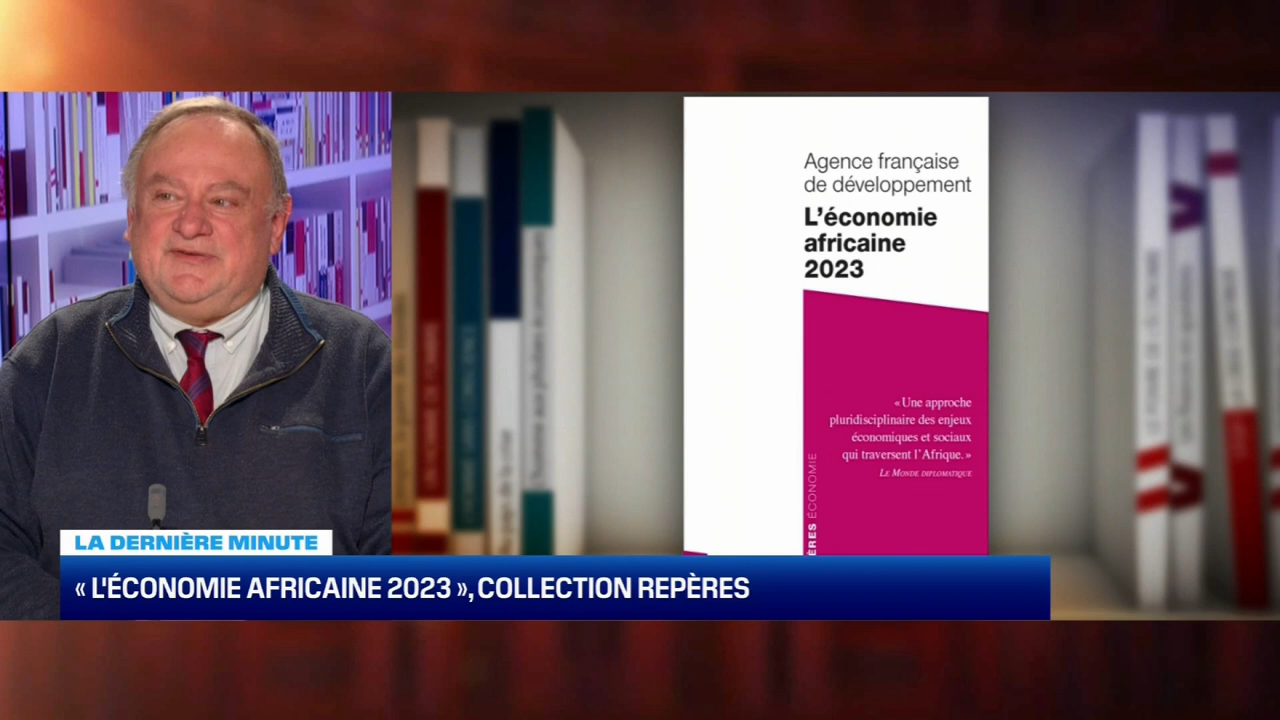 Agence française
de développement
L'économie
africaine
2023
« Une approche
pluridisciplinaire des enjeux
économiques et sociaux
qui traversent l'Afrique. »
LE MONDE DIPLOMATIQUE
ÈRES ÉCONOMIE
LA DERNIÈRE MINUTE
« L'ÉCONOMIE AFRICAINE 2023 », COLLECTION REPÈRES